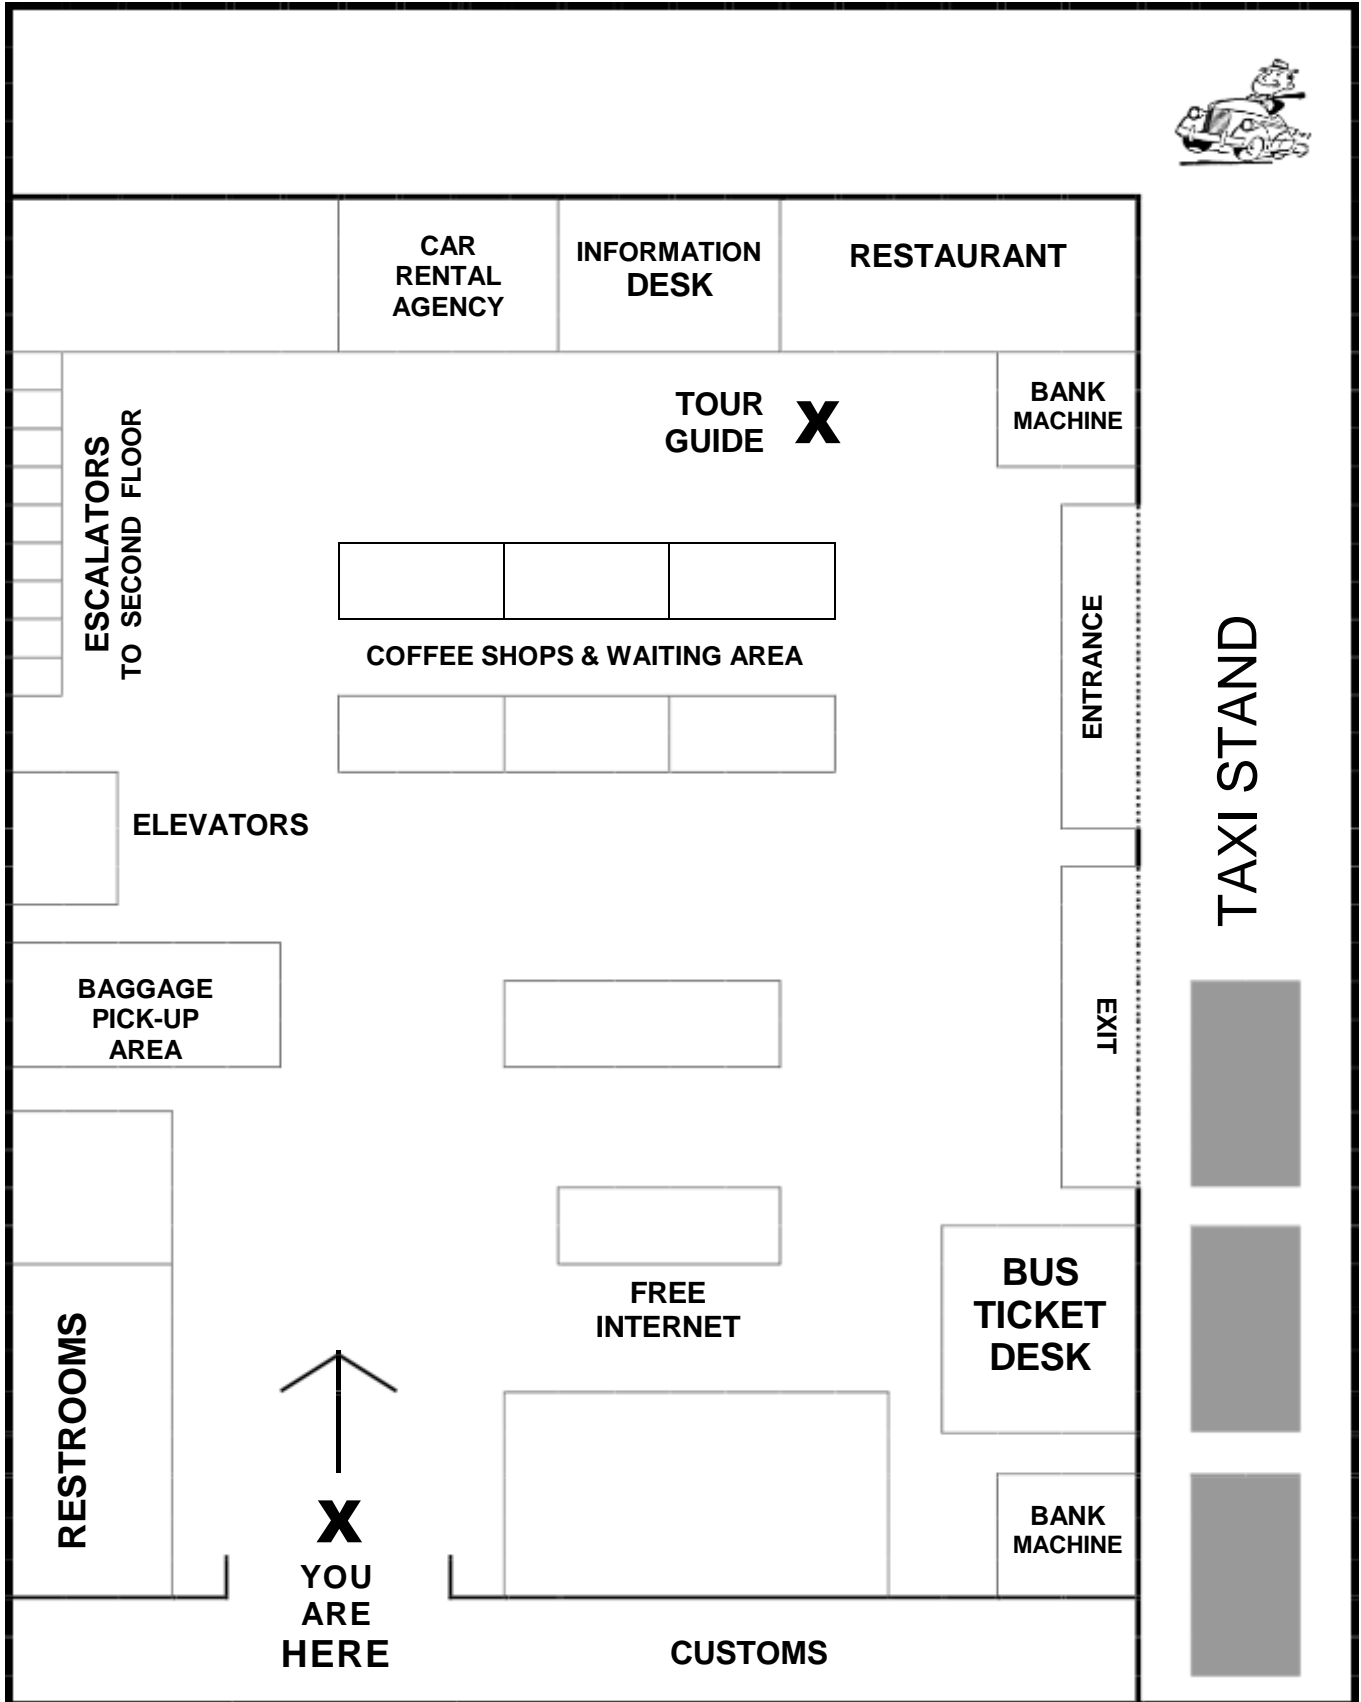 CAR
RENTAL
AGENCY
INFORMATION
DESK
RESTAURANT
TOUR
GUIDE
X
BANK
MACHINE
ESCALATORS
TO SECOND FLOOR
COFFEE SHOPS & WAITING AREA
ENTRANCE
TAXI STAND
ELEVATORS
BAGGAGE
PICK-UP
AREA
EXIT
FREE
INTERNET
BUS
TICKET
DESK
RESTROOMS
X
YOU
ARE
HERE
BANK
MACHINE
CUSTOMS